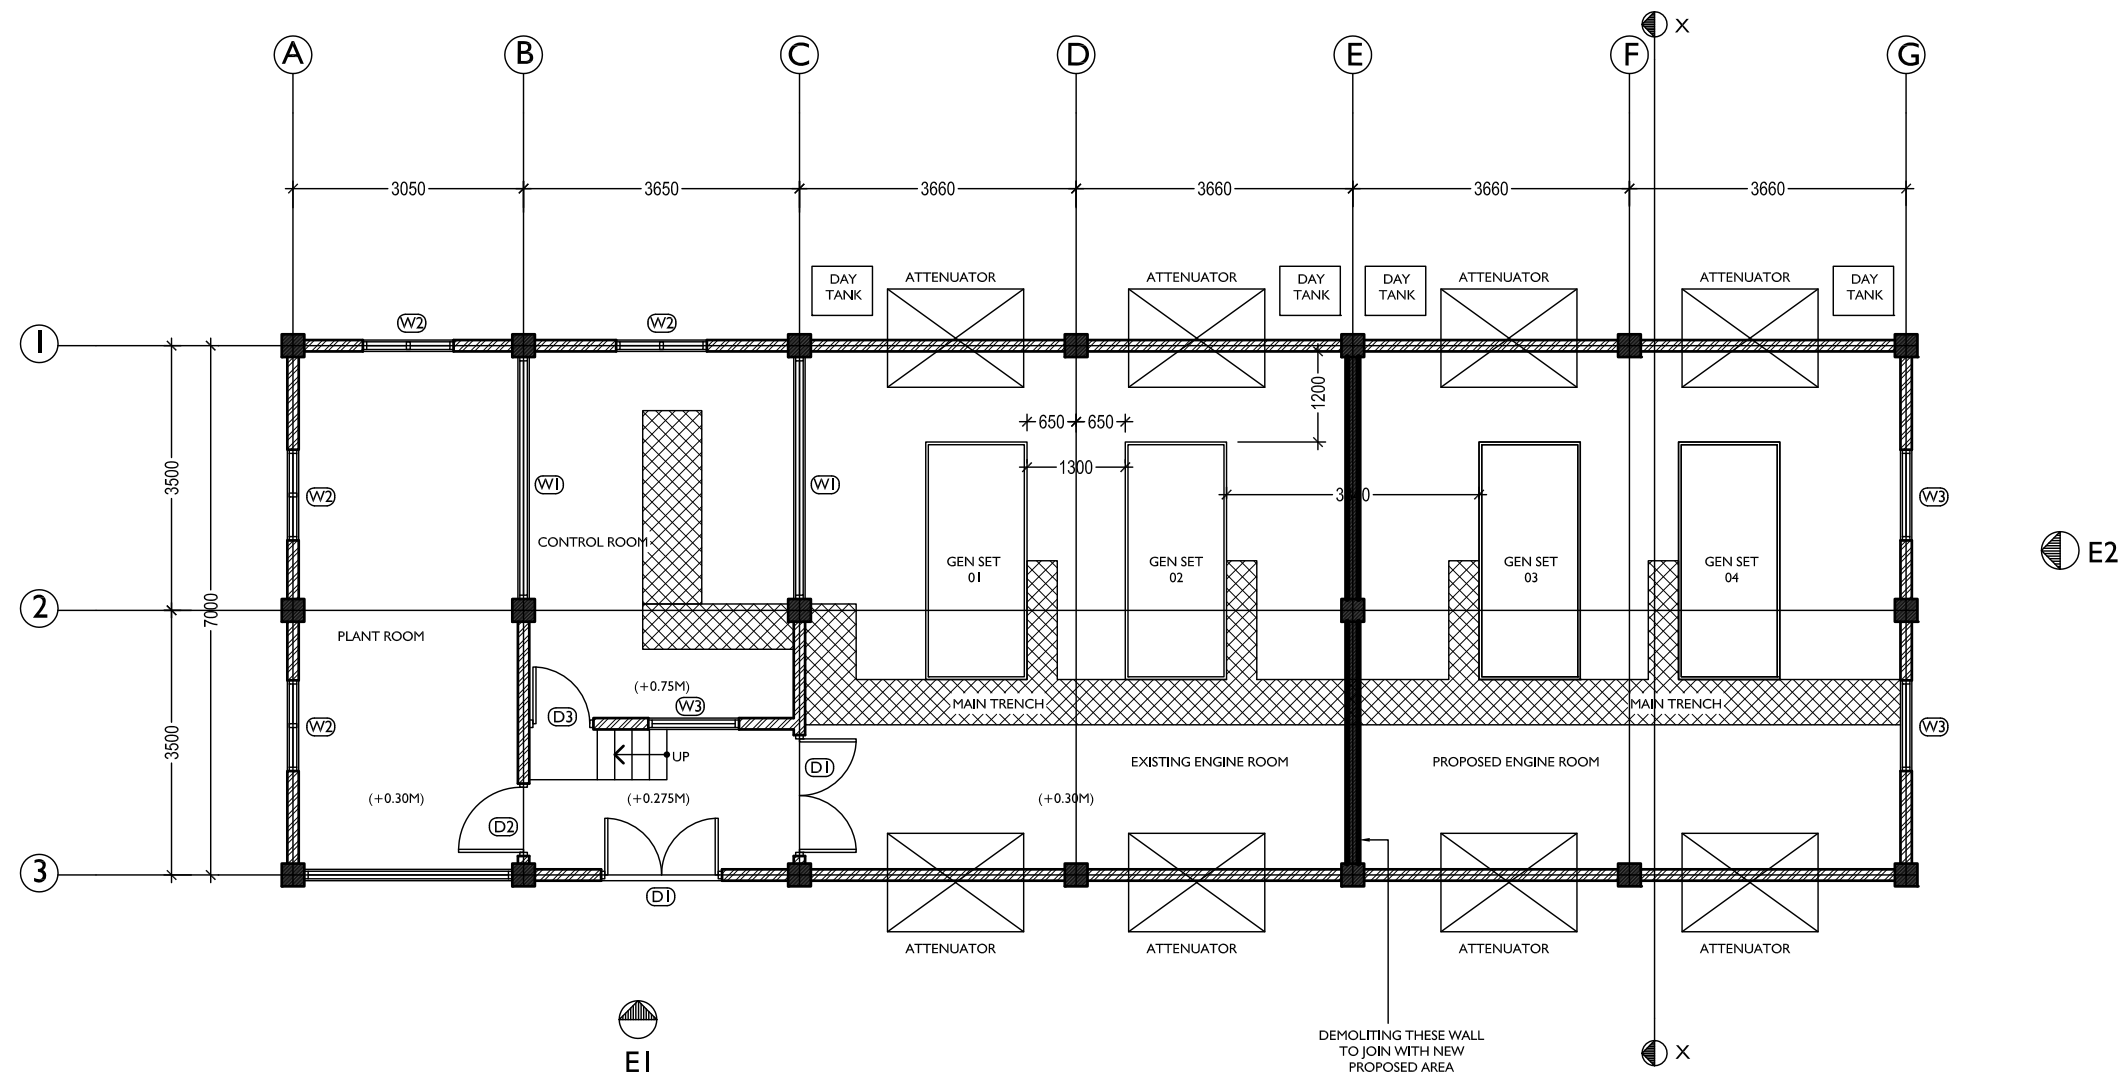 X
A
B
C
D
E
F
G
3050
3650
3660
3660
3660
3660
DAY
TANK
ATTENUATOR
ATTENUATOR
DAY
TANK
DAY
TANK
ATTENUATOR
ATTENUATOR
DAY
TANK
1
W2
W2
1200
650
650
1300
3500
7000
W2
W1
W1
W3
CONTROL ROOM
GEN SET
01
GEN SET
02
GEN SET
03
GEN SET
04
E2
2
PLANT ROOM
(+0.75M)
W3
D3
MAIN TRENCH
MAIN TRENCH
W2
W3
3500
UP
D1
EXISTING ENGINE ROOM
PROPOSED ENGINE ROOM
(+0.30M)
(+0.275M)
(+0.30M)
D2
3
D1
ATTENUATOR
ATTENUATOR
ATTENUATOR
ATTENUATOR
E1
DEMOLITING THESE WALL
TO JOIN WITH NEW
PROPOSED AREA
X